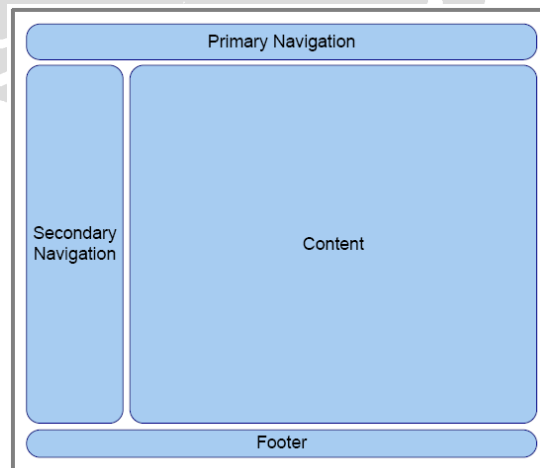 Primary Navigation
Secondary
Navigation
Content
Footer